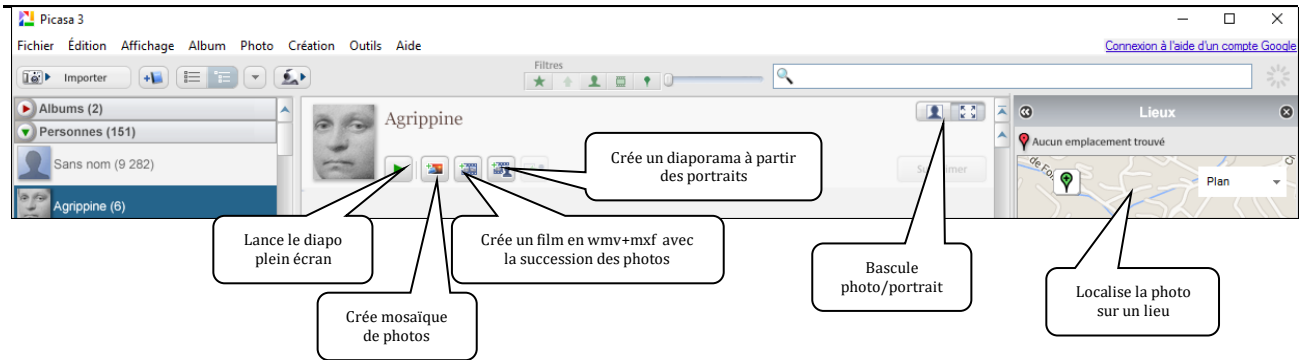 Picasa 3
Fichier Édition Affichage Album Photo Création Outils Aide
Connexion à l'aide d'un compte Google
Importer
Filtres
Albums (2)
Personnes (151)
Sans nom (9 282)
Agrippine (6)
Agrippine
Lieux
Aucun emplacement trouvé
Plan
Crée un diaporama à partir
des portraits
Lance le diapo
plein écran
Crée un film en wmv+mxf avec
la succession des photos
Crée mosaïque
de photos
Bascule
photo/portrait
Localise la photo
sur un lieu